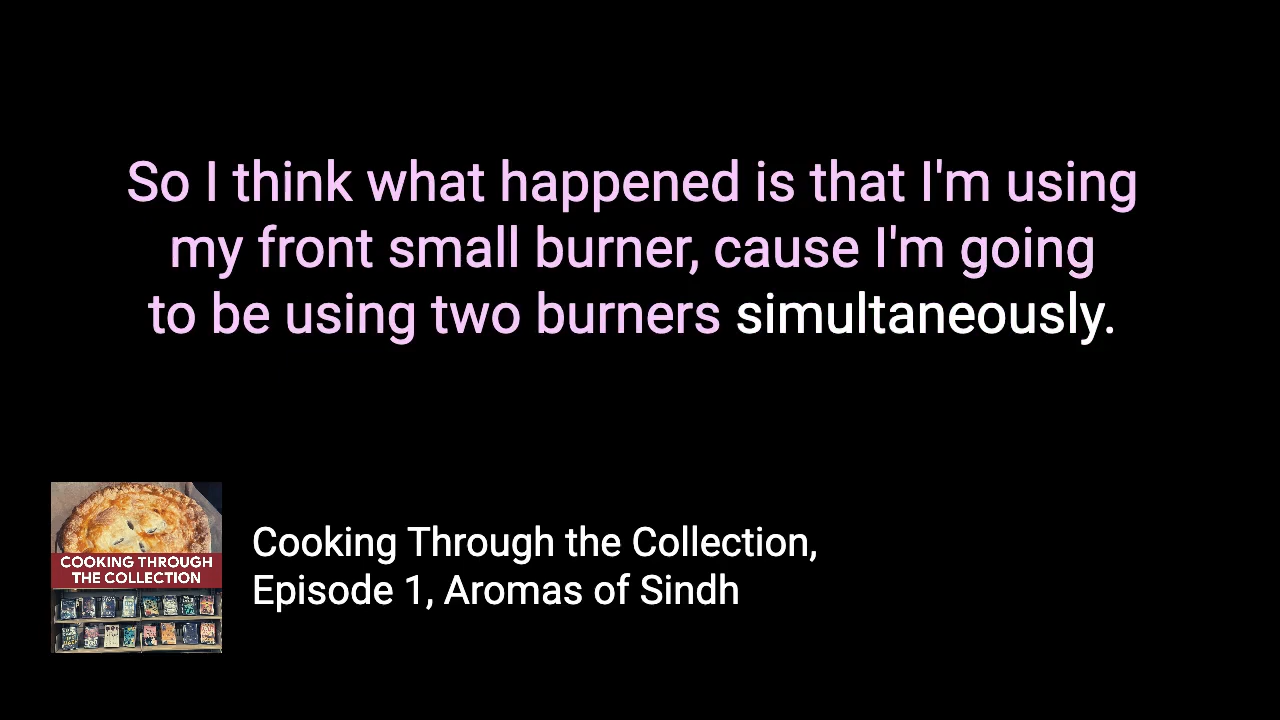 So I think what happened is that I'm using
my front small burner, cause I'm going
to be using two burners simultaneously.
COOKING THROUGH
THE COLLECTION
Cooking Through the Collection,
Episode 1, Aromas of Sindh